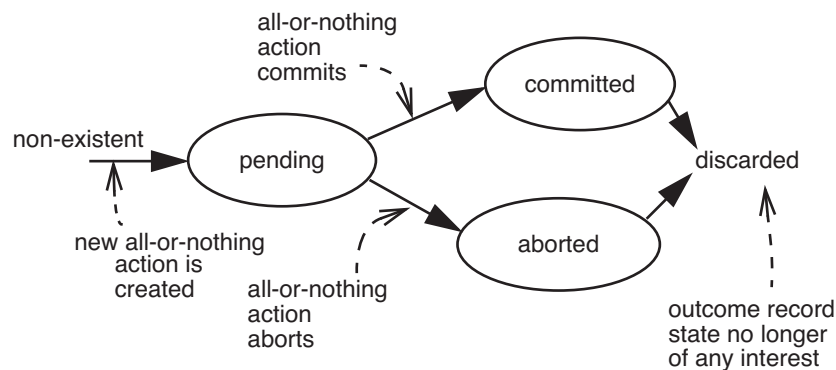 all-or-nothing
action
commits
committed
non-existent
pending
discarded
new all-or-nothing
action is
created
aborted
all-or-nothing
action
aborts
outcome record
state no longer
of any interest